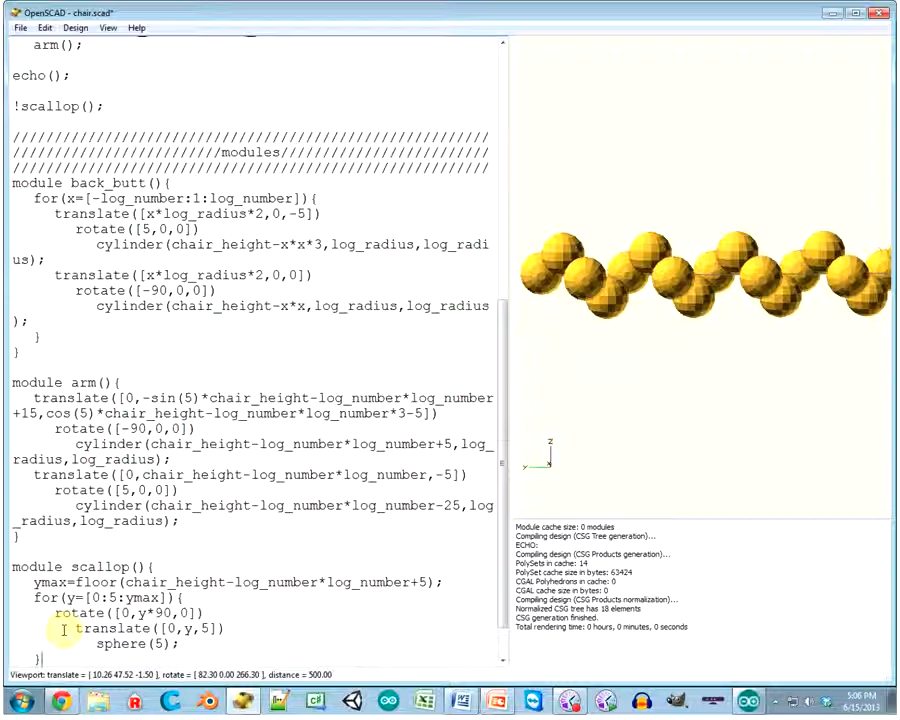 OpenSCAD - chair.scad*
File Edit Design View Help
arm();
echo();
!scallop();
/////////////////////////////////////////////////////////
/////////////////////////modules/////////////////////////
/////////////////////////////////////////////////////////
module back_butt(){
for(x=[-log_number:1:log_number]){
translate([x*log_radius*2,0,-5])
rotate([5,0,0])
cylinder(chair_height-x*x*3,log_radius,log_radi
us);
translate([x*log_radius*2,0,0])
rotate([-90,0,0])
cylinder(chair_height-x*x,log_radius,log_radius
);
}
}
module arm(){
translate([0,-sin(5)*chair_height-log_number*log_number
+15,cos(5)*chair_height-log_number*log_number*3-5])
rotate([-90,0,0])
cylinder(chair_height-log_number*log_number+5,log_
radius,log_radius);
translate([0,chair_height-log_number*log_number,-5])
rotate([5,0,0])
cylinder(chair_height-log_number*log_number-25,log
_radius,log_radius);
}
module scallop(){
ymax=floor(chair_height-log_number*log_number+5);
for(y=[0:5:ymax]){
rotate([0,y*90,0])
translate([0,y,5])
sphere(5);
}
Z
Y
Module cache size: 0 modules
Compiling design (CSG Tree generation)...
ECHO:
Compiling design (CSG Products generation)...
PolySets in cache: 14
PolySet cache size in bytes: 63424
CGAL Polyhedrons in cache: 0
CGAL cache size in bytes: 0
Compiling design (CSG Products normalization)...
Normalized CSG tree has 18 elements
CSG generation finished.
Total rendering time: 0 hours, 0 minutes, 0 seconds
Viewport: translate = [ 10.26 47.52 -1.50 ], rotate = [ 82.30 0.00 266.30 ], distance = 500.00
5:06 PM
6/15/2013